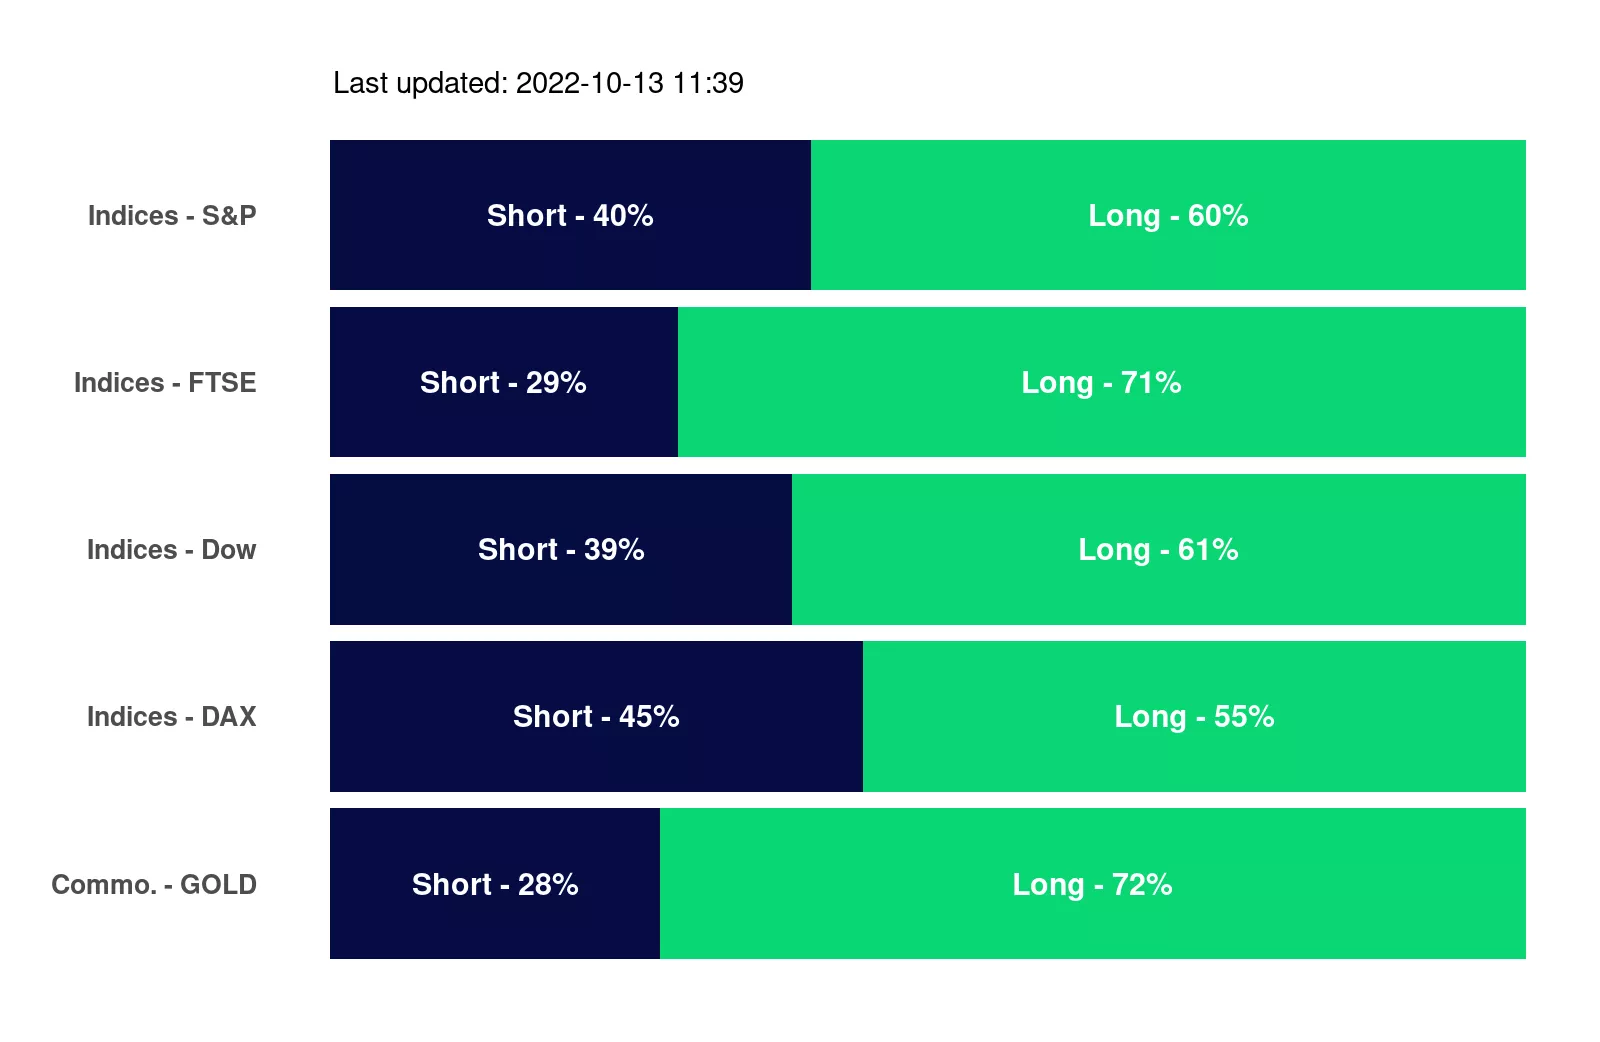 Last updated: 2022-10-13 11:39
Indices - S&P Short - 40% Long - 60%
Indices - FTSE Short - 29% Long - 71%
Indices - Dow Short - 39% Long - 61%
Indices - DAX Short - 45% Long - 55%
Commo. - GOLD Short - 28% Long - 72%